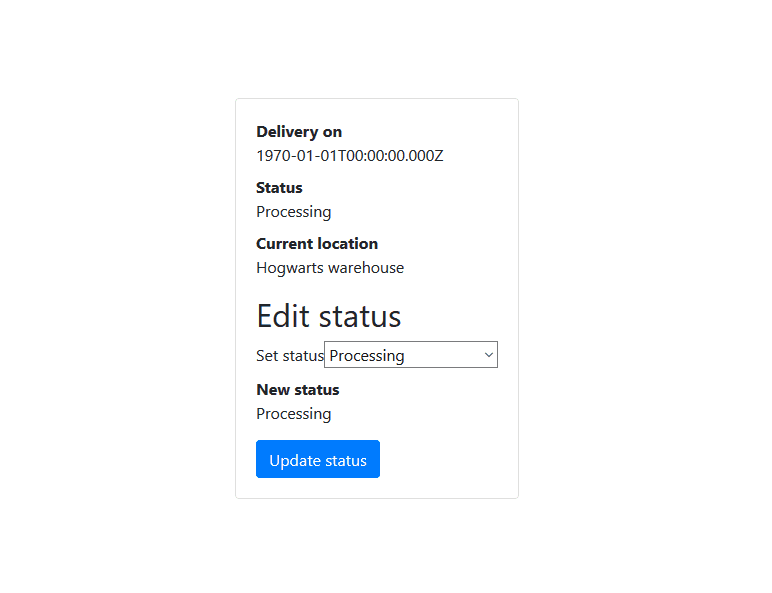 Delivery on
1970-01-01T00:00:00.000Z
Status
Processing
Current location
Hogwarts warehouse
Edit status
Set status Processing
New status
Processing
Update status